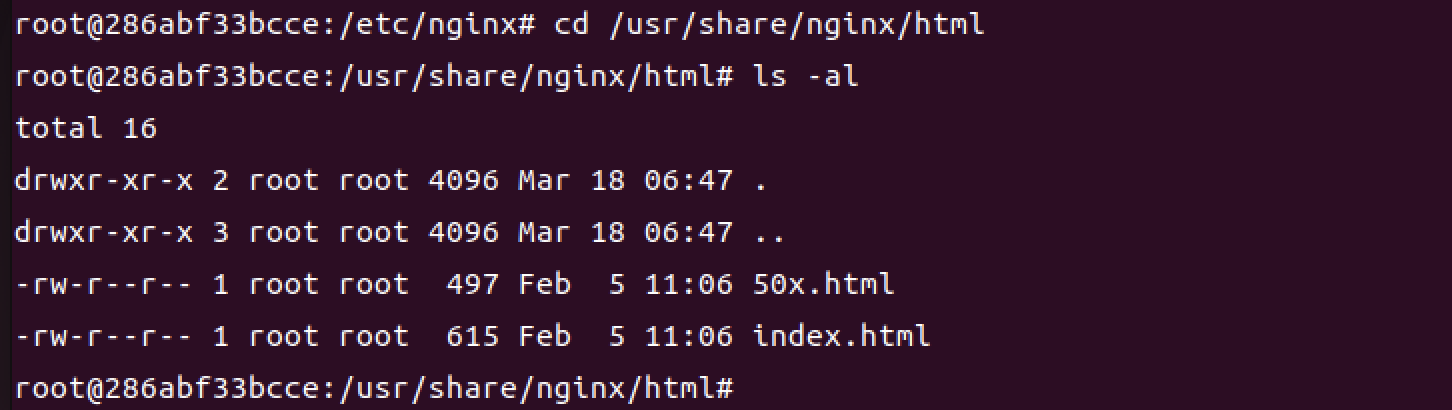 root@286abf33bcce:/etc/nginx# cd /usr/share/nginx/html
root@286abf33bcce:/usr/share/nginx/html# ls -al
total 16
drwxr-xr-x 2 root root 4096 Mar 18 06:47 .
drwxr-xr-x 3 root root 4096 Mar 18 06:47 ..
-rw-r--r-- 1 root root  497 Feb  5 11:06 50x.html
-rw-r--r-- 1 root root  615 Feb  5 11:06 index.html
root@286abf33bcce:/usr/share/nginx/html#